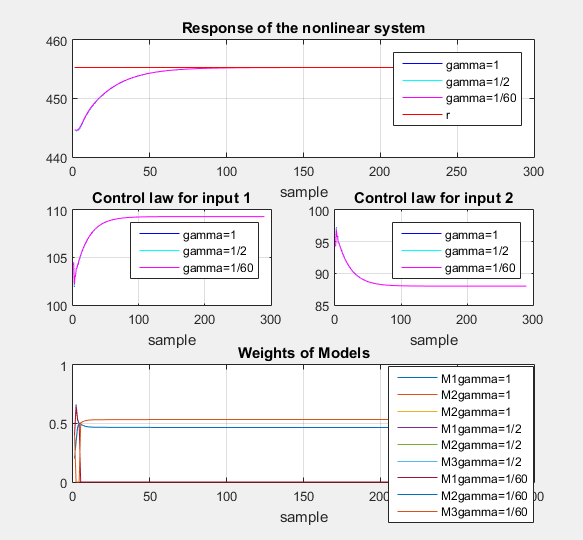 Response of the nonlinear system
460
450
440
0 50 100 150 200 250 300
sample
gamma=1
gamma=1/2
gamma=1/60
r
Control law for input 1
110
105
100
0 100 200 300
sample
gamma=1
gamma=1/2
gamma=1/60
Control law for input 2
100
95
90
85
0 100 200 300
sample
gamma=1
gamma=1/2
gamma=1/60
Weights of Models
1
0.5
0
0 50 100 150
sample
M1gamma=1
M2gamma=1
M2gamma=1
M1gamma=1/2
M2gamma=1/2
M3gamma=1/2
M1gamma=1/60
M2gamma=1/60
M3gamma=1/60